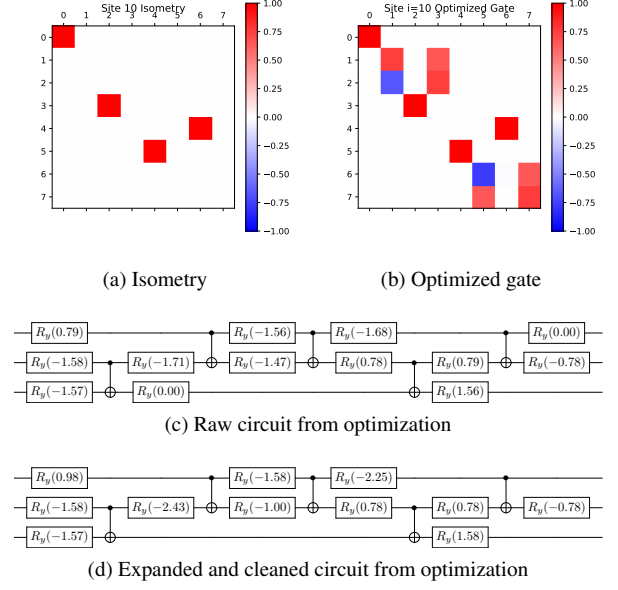 Site 10 Isometry
0 1 2 3 4 5 6 7
0
1
2
3
4
5
6
7
1.00
0.75
0.50
0.25
0.00
−0.25
−0.50
−0.75
−1.00
Site i=10 Optimized Gate
0 1 2 3 4 5 6 7
0
1
2
3
4
5
6
7
1.00
0.75
0.50
0.25
0.00
−0.25
−0.50
−0.75
−1.00
(a) Isometry
(b) Optimized gate
R_y(0.79) R_y(−1.56) R_y(−1.68) R_y(0.00)
R_y(−1.58) R_y(−1.71) R_y(−1.47) R_y(0.78) R_y(0.79) R_y(−0.78)
R_y(−1.57) R_y(0.00) R_y(1.56)
(c) Raw circuit from optimization
R_y(0.98) R_y(−1.58) R_y(−2.25)
R_y(−1.58) R_y(−2.43) R_y(−1.00) R_y(0.78) R_y(0.78) R_y(−0.78)
R_y(−1.57) R_y(1.58)
(d) Expanded and cleaned circuit from optimization